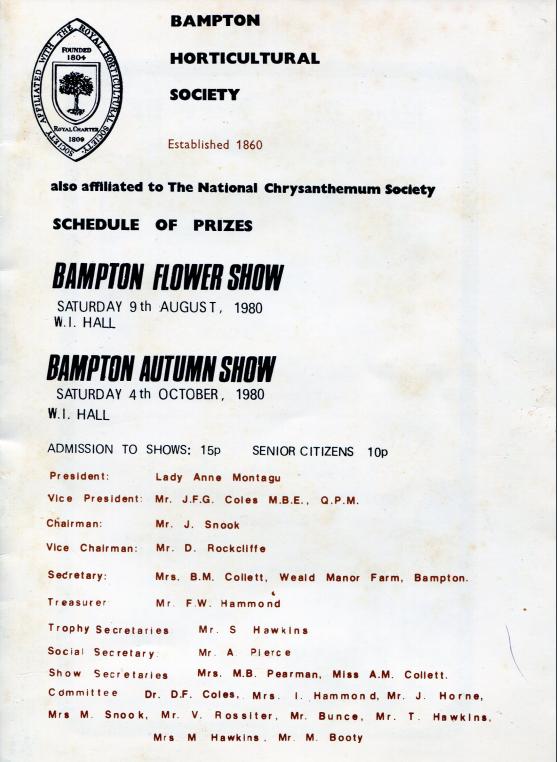 BAMPTON
HORTICULTURAL
SOCIETY
SOCIETY AFFILIATED WITH THE ROYAL HORTICULTURAL SOCIETY.
FOUNDED
1804
ROYAL CHARTER
1809
Established 1860
also affiliated to The National Chrysanthemum Society
SCHEDULE OF PRIZES
BAMPTON FLOWER SHOW
SATURDAY 9th AUGUST, 1980
W.I. HALL
BAMPTON AUTUMN SHOW
SATURDAY 4th OCTOBER, 1980
W.I. HALL
ADMISSION TO SHOWS: 15p SENIOR CITIZENS 10p
President: Lady Anne Montagu
Vice President: Mr. J.F.G. Coles M.B.E., Q.P.M.
Chairman: Mr. J. Snook
Vice Chairman: Mr. D. Rockcliffe
Secretary: Mrs. B.M. Collett, Weald Manor Farm, Bampton.
Treasurer Mr. F.W. Hammond
Trophy Secretaries Mr. S Hawkins
Social Secretary: Mr. A. Pierce
Show Secretaries Mrs. M.B. Pearman, Miss A.M. Collett.
Committee Dr. D.F. Coles, Mrs. I. Hammond, Mr. J. Horne,
Mrs M. Snook, Mr. V. Rossiter, Mr. Bunce, Mr. T. Hawkins,
Mrs. M Hawkins. Mr. M. Booty